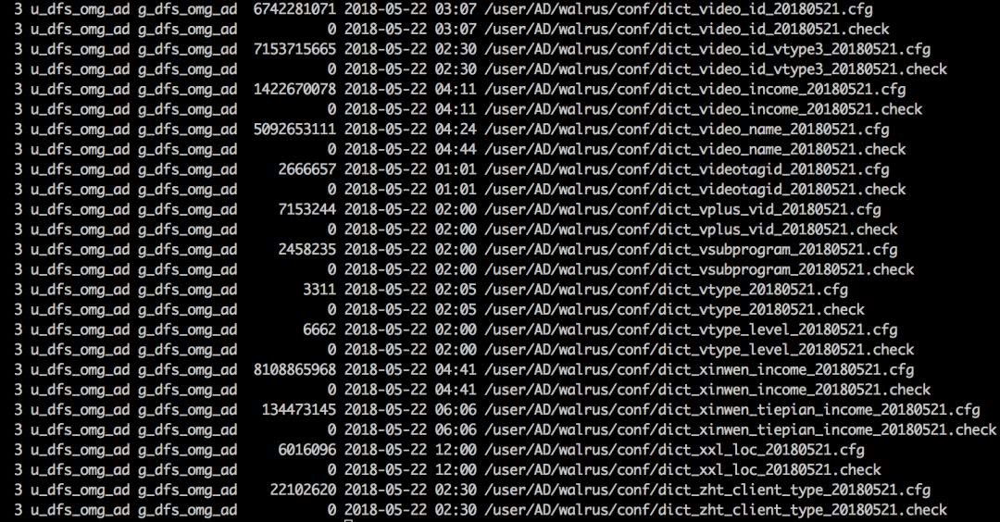 3 u_dfs_omg_ad g_dfs_omg_ad 6742281071 2018-05-22 03:07 /user/AD/walrus/conf/dict_video_id_20180521.cfg
3 u_dfs_omg_ad g_dfs_omg_ad 0 2018-05-22 03:07 /user/AD/walrus/conf/dict_video_id_20180521.check
3 u_dfs_omg_ad g_dfs_omg_ad 7153715665 2018-05-22 02:30 /user/AD/walrus/conf/dict_video_id_vtype3_20180521.cfg
3 u_dfs_omg_ad g_dfs_omg_ad 0 2018-05-22 02:30 /user/AD/walrus/conf/dict_video_id_vtype3_20180521.check
3 u_dfs_omg_ad g_dfs_omg_ad 1422670078 2018-05-22 04:11 /user/AD/walrus/conf/dict_video_income_20180521.cfg
3 u_dfs_omg_ad g_dfs_omg_ad 0 2018-05-22 04:11 /user/AD/walrus/conf/dict_video_income_20180521.check
3 u_dfs_omg_ad g_dfs_omg_ad 5092653111 2018-05-22 04:24 /user/AD/walrus/conf/dict_video_name_20180521.cfg
3 u_dfs_omg_ad g_dfs_omg_ad 0 2018-05-22 04:44 /user/AD/walrus/conf/dict_video_name_20180521.check
3 u_dfs_omg_ad g_dfs_omg_ad 2666657 2018-05-22 01:01 /user/AD/walrus/conf/dict_videotagid_20180521.cfg
3 u_dfs_omg_ad g_dfs_omg_ad 0 2018-05-22 01:01 /user/AD/walrus/conf/dict_videotagid_20180521.check
3 u_dfs_omg_ad g_dfs_omg_ad 7153244 2018-05-22 02:00 /user/AD/walrus/conf/dict_vplus_vid_20180521.cfg
3 u_dfs_omg_ad g_dfs_omg_ad 0 2018-05-22 02:00 /user/AD/walrus/conf/dict_vplus_vid_20180521.check
3 u_dfs_omg_ad g_dfs_omg_ad 2458235 2018-05-22 02:00 /user/AD/walrus/conf/dict_vsubprogram_20180521.cfg
3 u_dfs_omg_ad g_dfs_omg_ad 0 2018-05-22 02:00 /user/AD/walrus/conf/dict_vsubprogram_20180521.check
3 u_dfs_omg_ad g_dfs_omg_ad 3311 2018-05-22 02:05 /user/AD/walrus/conf/dict_vtype_20180521.cfg
3 u_dfs_omg_ad g_dfs_omg_ad 0 2018-05-22 02:05 /user/AD/walrus/conf/dict_vtype_20180521.check
3 u_dfs_omg_ad g_dfs_omg_ad 6662 2018-05-22 02:00 /user/AD/walrus/conf/dict_vtype_level_20180521.cfg
3 u_dfs_omg_ad g_dfs_omg_ad 0 2018-05-22 02:00 /user/AD/walrus/conf/dict_vtype_level_20180521.check
3 u_dfs_omg_ad g_dfs_omg_ad 8108865968 2018-05-22 04:41 /user/AD/walrus/conf/dict_xinwen_income_20180521.cfg
3 u_dfs_omg_ad g_dfs_omg_ad 0 2018-05-22 04:41 /user/AD/walrus/conf/dict_xinwen_income_20180521.check
3 u_dfs_omg_ad g_dfs_omg_ad 134473145 2018-05-22 06:06 /user/AD/walrus/conf/dict_xinwen_tiepian_income_20180521.cfg
3 u_dfs_omg_ad g_dfs_omg_ad 0 2018-05-22 06:06 /user/AD/walrus/conf/dict_xinwen_tiepian_income_20180521.check
3 u_dfs_omg_ad g_dfs_omg_ad 6016096 2018-05-22 12:00 /user/AD/walrus/conf/dict_xxl_loc_20180521.cfg
3 u_dfs_omg_ad g_dfs_omg_ad 0 2018-05-22 12:00 /user/AD/walrus/conf/dict_xxl_loc_20180521.check
3 u_dfs_omg_ad g_dfs_omg_ad 22102620 2018-05-22 02:30 /user/AD/walrus/conf/dict_zht_client_type_20180521.cfg
3 u_dfs_omg_ad g_dfs_omg_ad 0 2018-05-22 02:30 /user/AD/walrus/conf/dict_zht_client_type_20180521.check